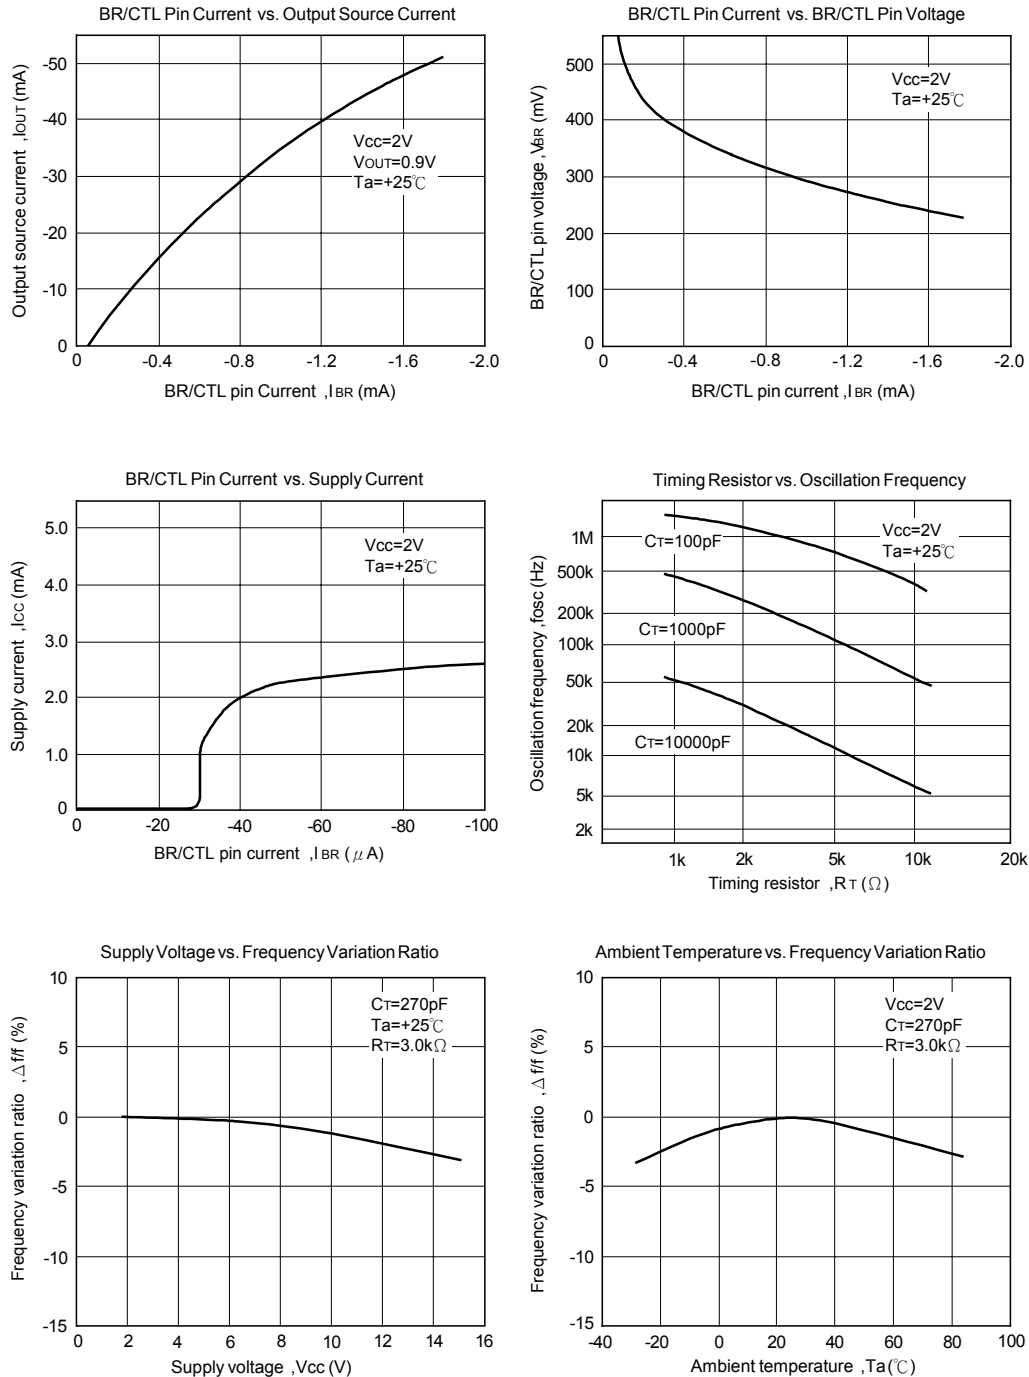 BR/CTL Pin Current vs. Output Source Current
Output source current ,IOUT (mA)
-50
-40
-30
-20
-10
0
Vcc=2V
VOUT=0.9V
Ta=+25℃
0 -0.4 -0.8 -1.2 -1.6 -2.0
BR/CTL pin Current ,IBR (mA)
BR/CTL Pin Current vs. BR/CTL Pin Voltage
BR/CTL pin voltage ,VBR (mV)
500
400
300
200
100
0
Vcc=2V
Ta=+25℃
0 -0.4 -0.8 -1.2 -1.6 -2.0
BR/CTL pin current ,IBR (mA)
BR/CTL Pin Current vs. Supply Current
Supply current ,Icc (mA)
5.0
4.0
3.0
2.0
1.0
0
Vcc=2V
Ta=+25℃
0 -20 -40 -60 -80 -100
BR/CTL pin current ,IBR (μA)
Timing Resistor vs. Oscillation Frequency
Oscillation frequency ,fosc (Hz)
1M
500k
200k
100k
50k
20k
10k
5k
2k
Vcc=2V
Ta=+25℃
CT=100pF
CT=1000pF
CT=10000pF
1k 2k 5k 10k 20k
Timing resistor ,RT (Ω)
Supply Voltage vs. Frequency Variation Ratio
Frequency variation ratio ,Δf/f (%)
10
5
0
-5
-10
-15
CT=270pF
Ta=+25℃
RT=3.0kΩ
0 2 4 6 8 10 12 14 16
Supply voltage ,Vcc (V)
Ambient Temperature vs. Frequency Variation Ratio
Frequency variation ratio ,Δf/f (%)
10
5
0
-5
-10
-15
Vcc=2V
CT=270pF
RT=3.0kΩ
-40 -20 0 20 40 60 80 100
Ambient temperature ,Ta(℃)